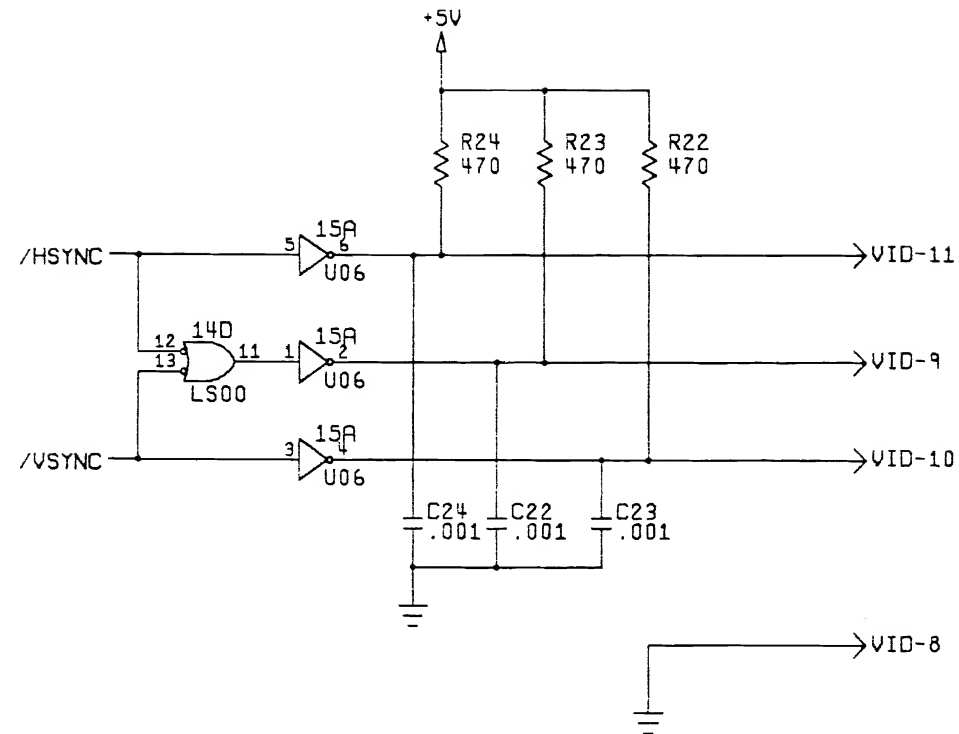 +5V
R24
470
R23
470
R22
470
/HSYNC
5
15A
6
U06
VID-11
12
13
14D
11
LS00
1
15A
2
U06
VID-9
/VSYNC
3
15A
4
U06
VID-10
C24
.001
C22
.001
C23
.001
VID-8